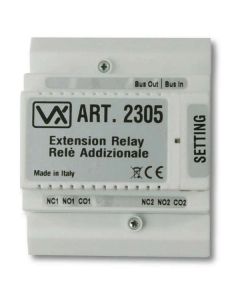 Bus Out Bus In
VX ART. 2305
Extension Relay
Relè Addizionale
SETTING
Made in Italy
CE
NC1 NO1 CO1 NC2 NO2 CO2